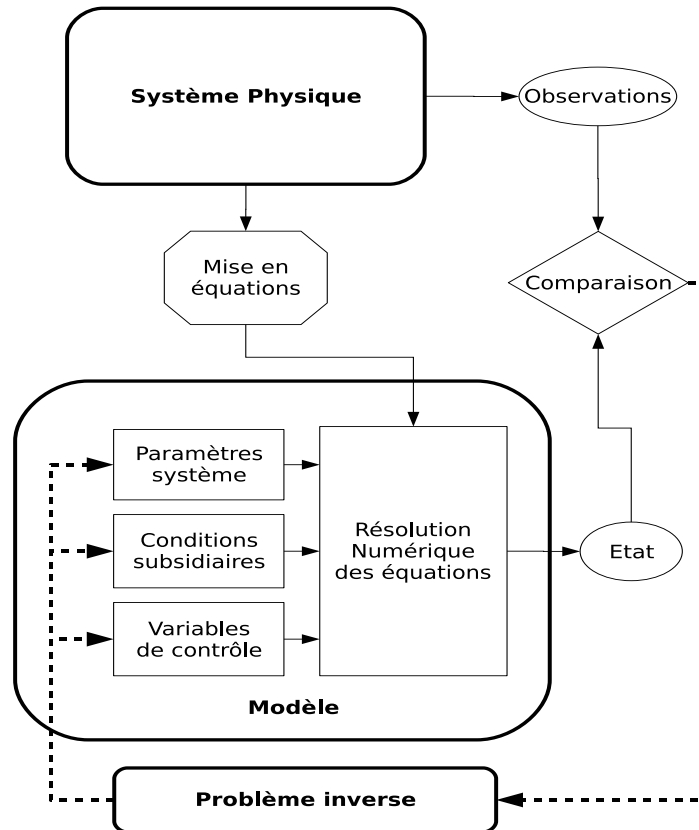 Système Physique
Observations
Mise en
équations
Comparaison
Paramètres
système
Conditions
subsidiaires
Variables
de contrôle
Résolution
Numérique
des équations
Etat
Modèle
Problème inverse